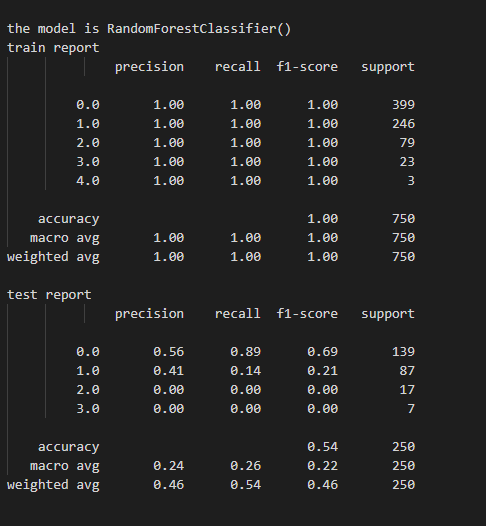 the model is RandomForestClassifier()
train report
precision recall f1-score support
0.0 1.00 1.00 1.00 399
1.0 1.00 1.00 1.00 246
2.0 1.00 1.00 1.00 79
3.0 1.00 1.00 1.00 23
4.0 1.00 1.00 1.00 3
accuracy 1.00 750
macro avg 1.00 1.00 1.00 750
weighted avg 1.00 1.00 1.00 750
test report
precision recall f1-score support
0.0 0.56 0.89 0.69 139
1.0 0.41 0.14 0.21 87
2.0 0.00 0.00 0.00 17
3.0 0.00 0.00 0.00 7
accuracy 0.54 250
macro avg 0.24 0.26 0.22 250
weighted avg 0.46 0.54 0.46 250